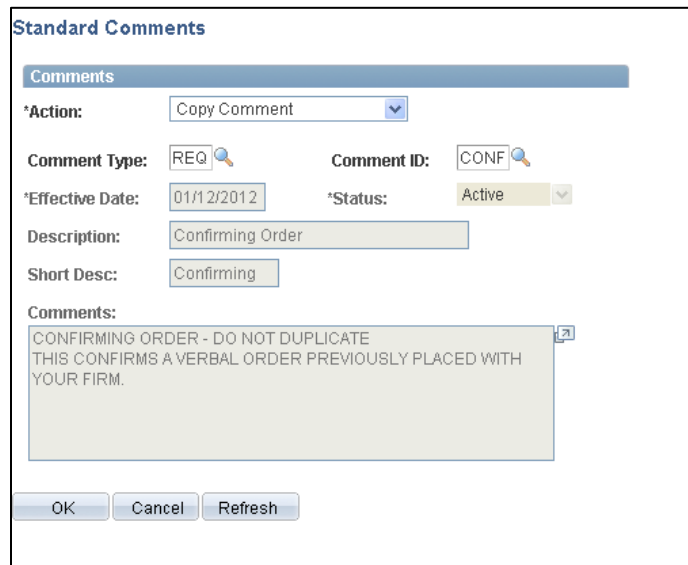 Standard Comments
Comments
*Action: Copy Comment
Comment Type: REQ Comment ID: CONF
*Effective Date: 01/12/2012 *Status: Active
Description: Confirming Order
Short Desc: Confirming
Comments:
CONFIRMING ORDER - DO NOT DUPLICATE
THIS CONFIRMS A VERBAL ORDER PREVIOUSLY PLACED WITH
YOUR FIRM.
OK Cancel Refresh